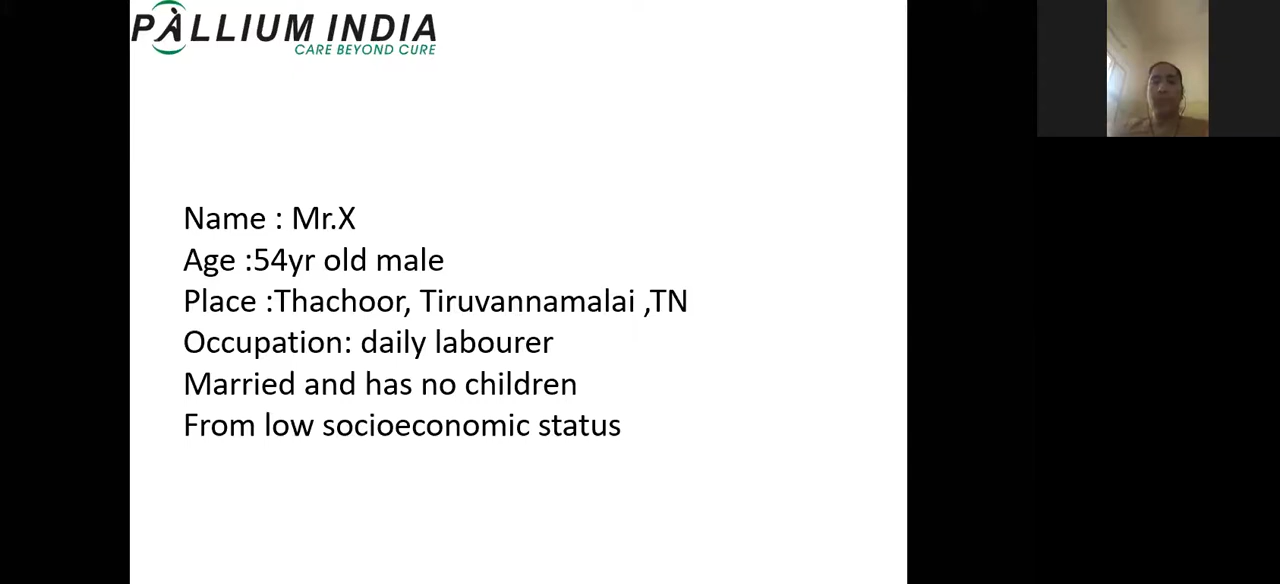 PALLIUM INDIA
CARE BEYOND CURE
Name : Mr.X
Age :54yr old male
Place :Thachoor, Tiruvannamalai ,TN
Occupation: daily labourer
Married and has no children
From low socioeconomic status